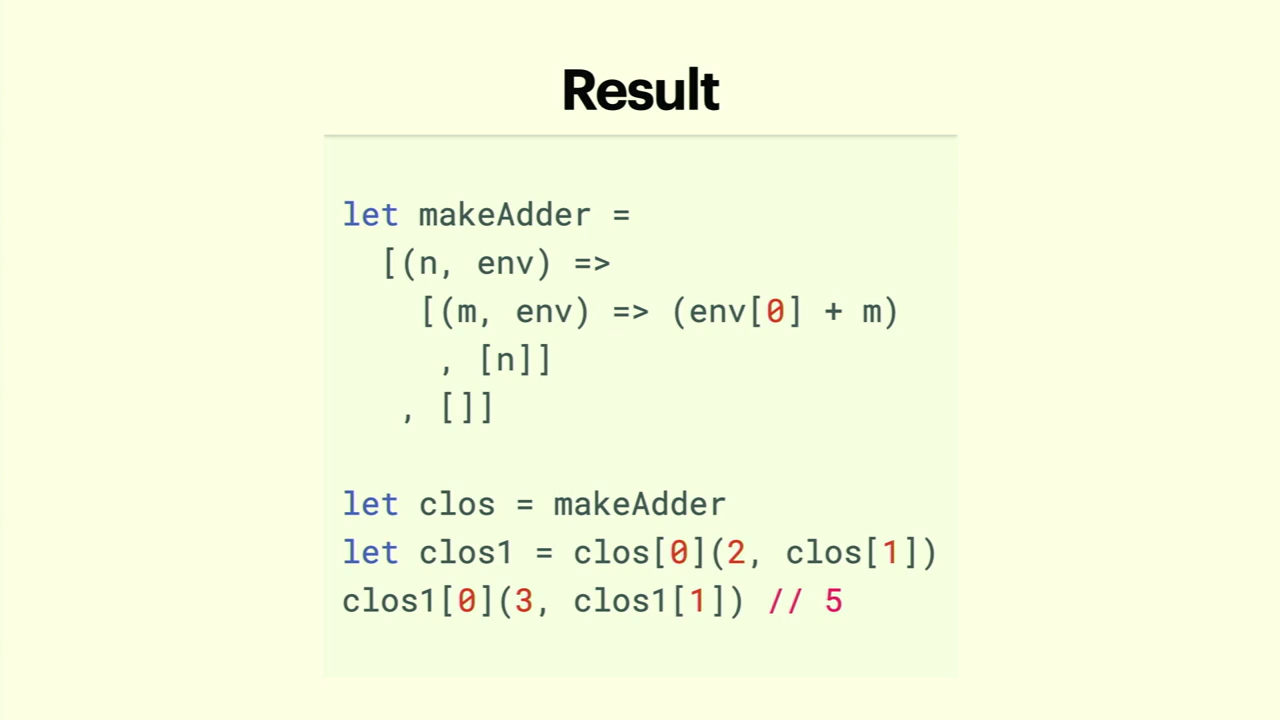 Result
let makeAdder =
[(n, env) =>
[(m, env) => (env[0] + m)
, [n]]
, []]
let clos = makeAdder
let clos1 = clos[0](2, clos[1])
clos1[0](3, clos1[1]) // 5